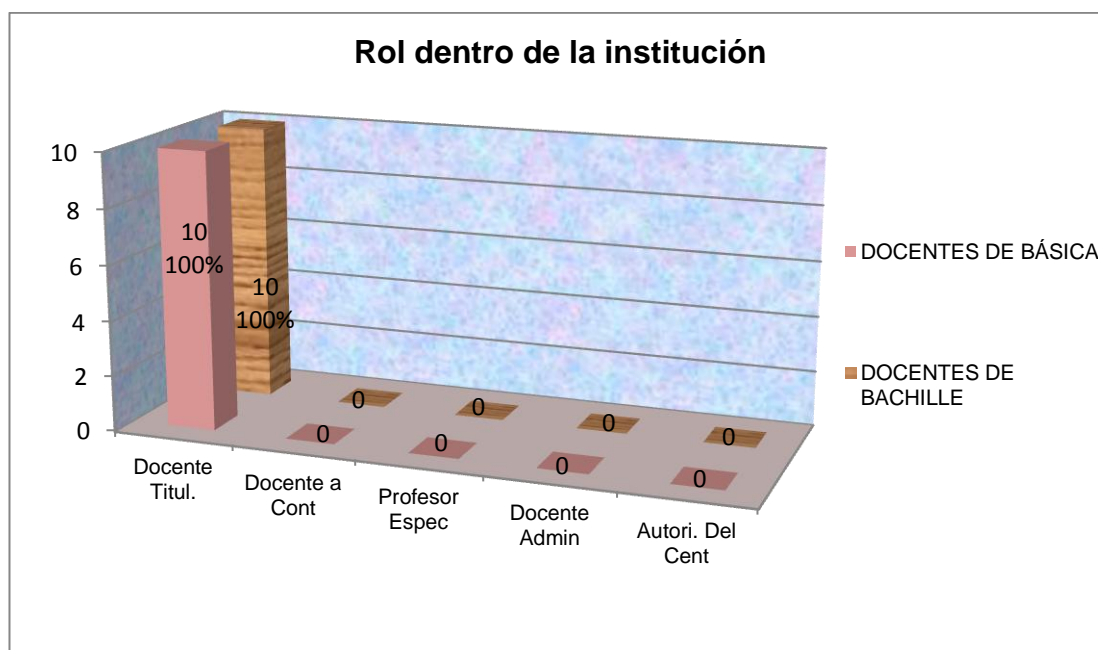 Rol dentro de la institución
10
8
6
4
2
0
10
100%
10
100%
0
0
0
0
0
0
0
0
Docente
Titul.
Docente a
Cont
Profesor
Espec
Docente
Admin
Autori. Del
Cent
DOCENTES DE BÁSICA
DOCENTES DE
BACHILLE